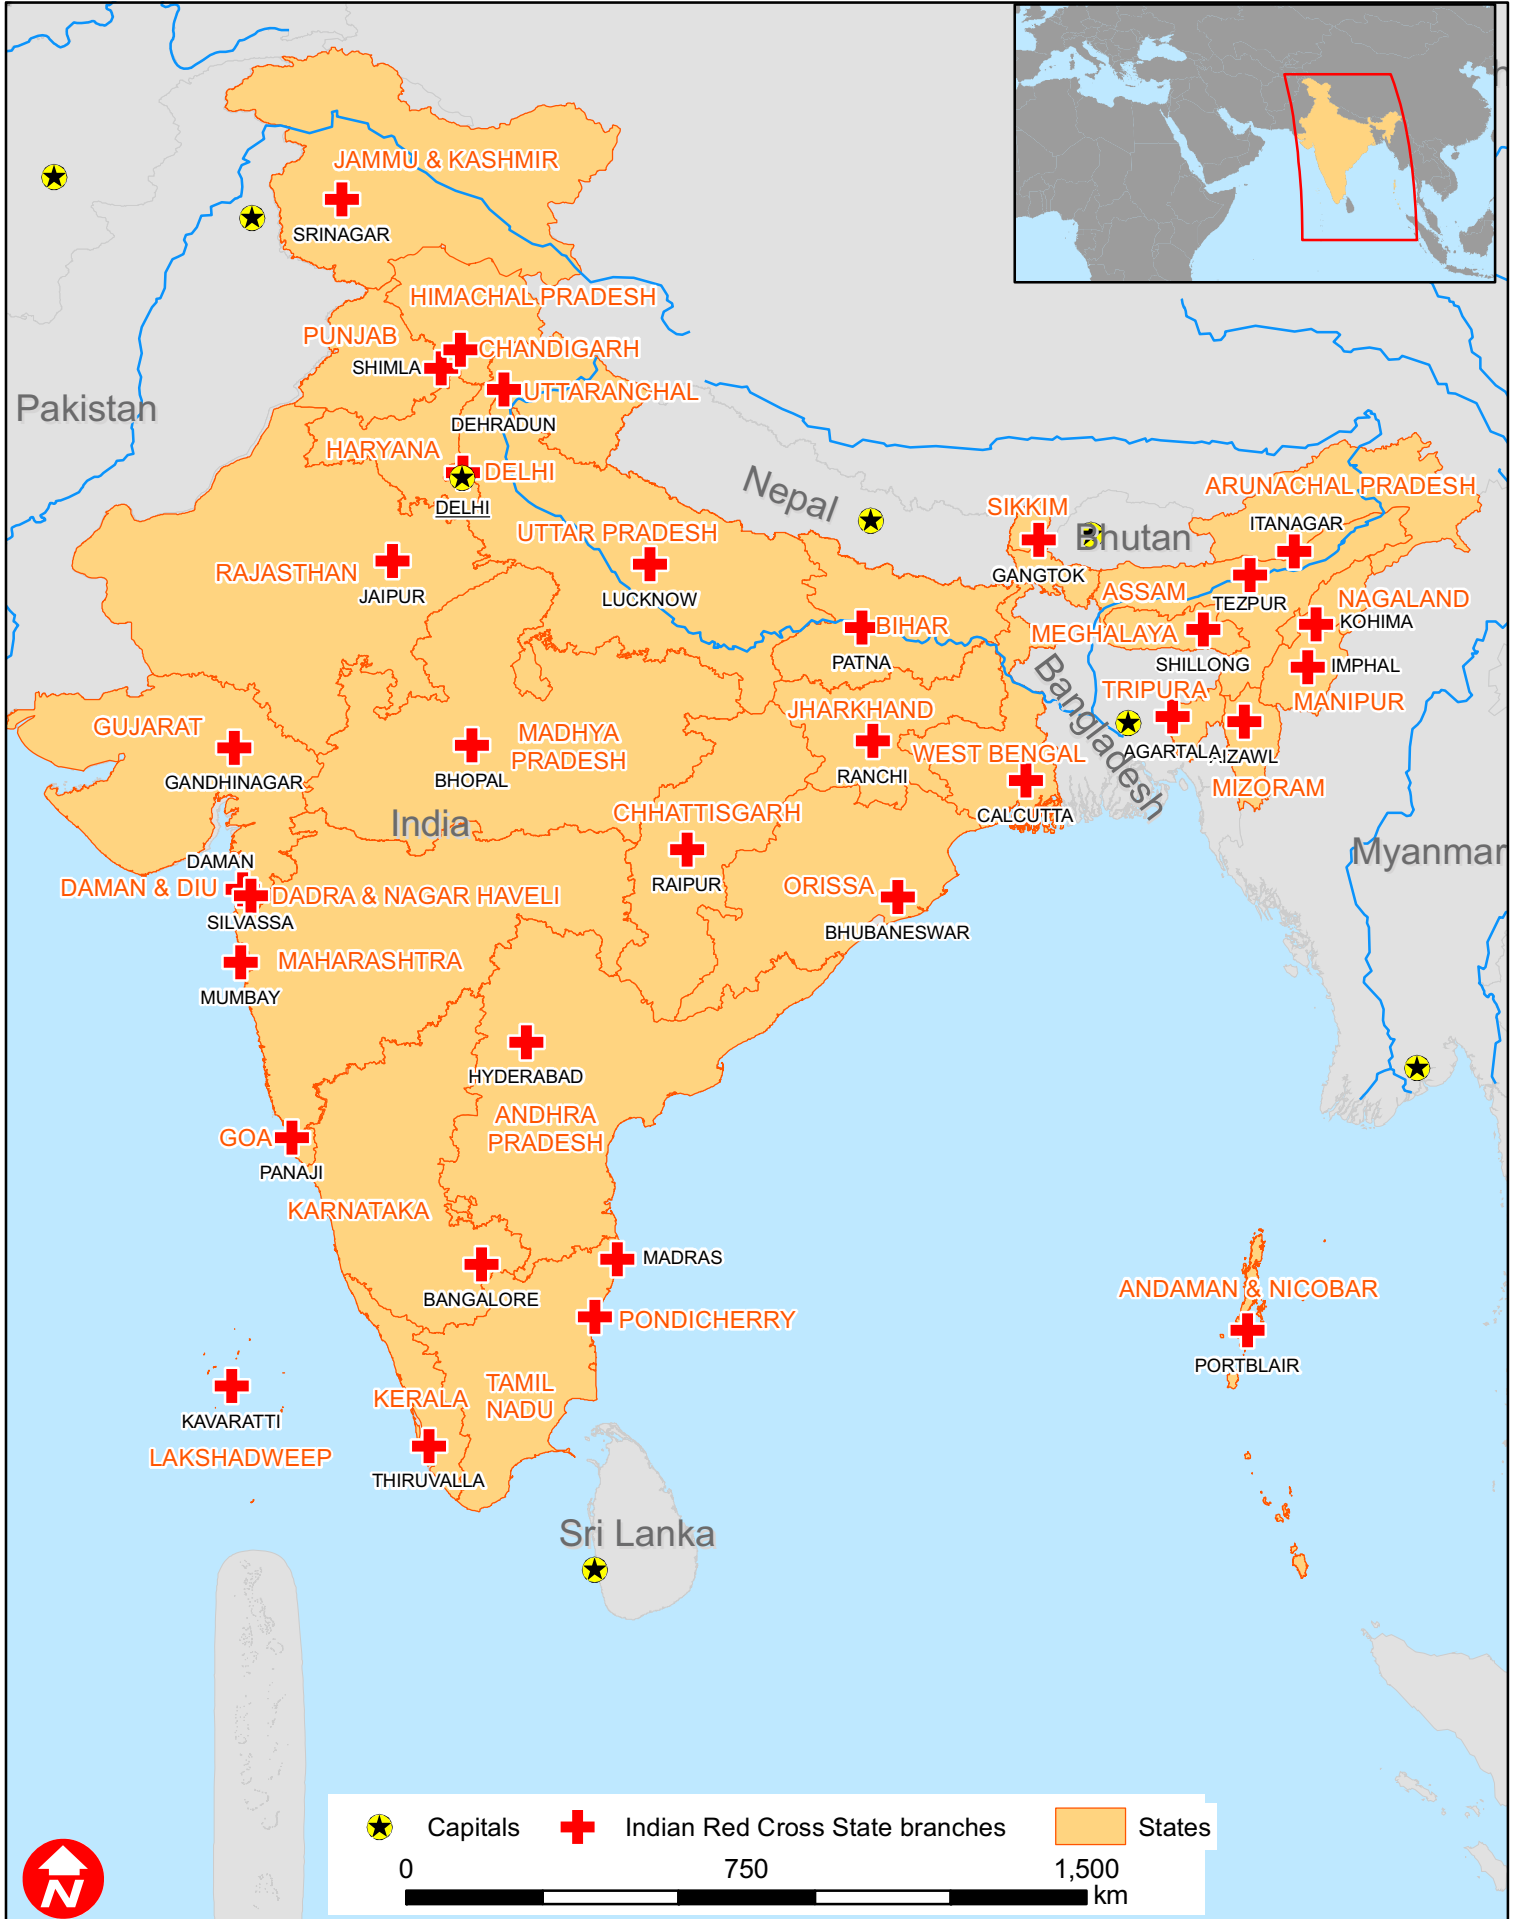 JAMMU & KASHMIR
SRINAGAR
HIMACHAL PRADESH
PUNJAB
CHANDIGARH
SHIMLA
UTTARANCHAL
Pakistan
DEHRADUN
HARYANA
DELHI
DELHI
Nepal
ARUNACHAL PRADESH
SIKKIM
ITANAGAR
UTTAR PRADESH
Bhutan
RAJASTHAN
GANGTOK
JAIPUR
LUCKNOW
ASSAM
TEZPUR
NAGALAND
KOHIMA
BIHAR
MEGHALAYA
PATNA
SHILLONG
IMPHAL
Bangladesh
TRIPURA
MANIPUR
JHARKHAND
GUJARAT
MADHYA
PRADESH
WEST BENGAL
AGARTALA
AIZAWL
GANDHINAGAR
BHOPAL
RANCHI
MIZORAM
CHHATTISGARH
CALCUTTA
India
Myanmar
DAMAN
DAMAN & DIU
DADRA & NAGAR HAVELI
RAIPUR
ORISSA
SILVASSA
BHUBANESWAR
MAHARASHTRA
MUMBAY
HYDERABAD
ANDHRA
PRADESH
GOA
PANAJI
KARNATAKA
MADRAS
BANGALORE
ANDAMAN & NICOBAR
PONDICHERRY
PORTBLAIR
KERALA
TAMIL
NADU
KAVARATTI
LAKSHADWEEP
THIRUVALLA
Sri Lanka
Capitals
Indian Red Cross State branches
States
0
750
1,500
km
N